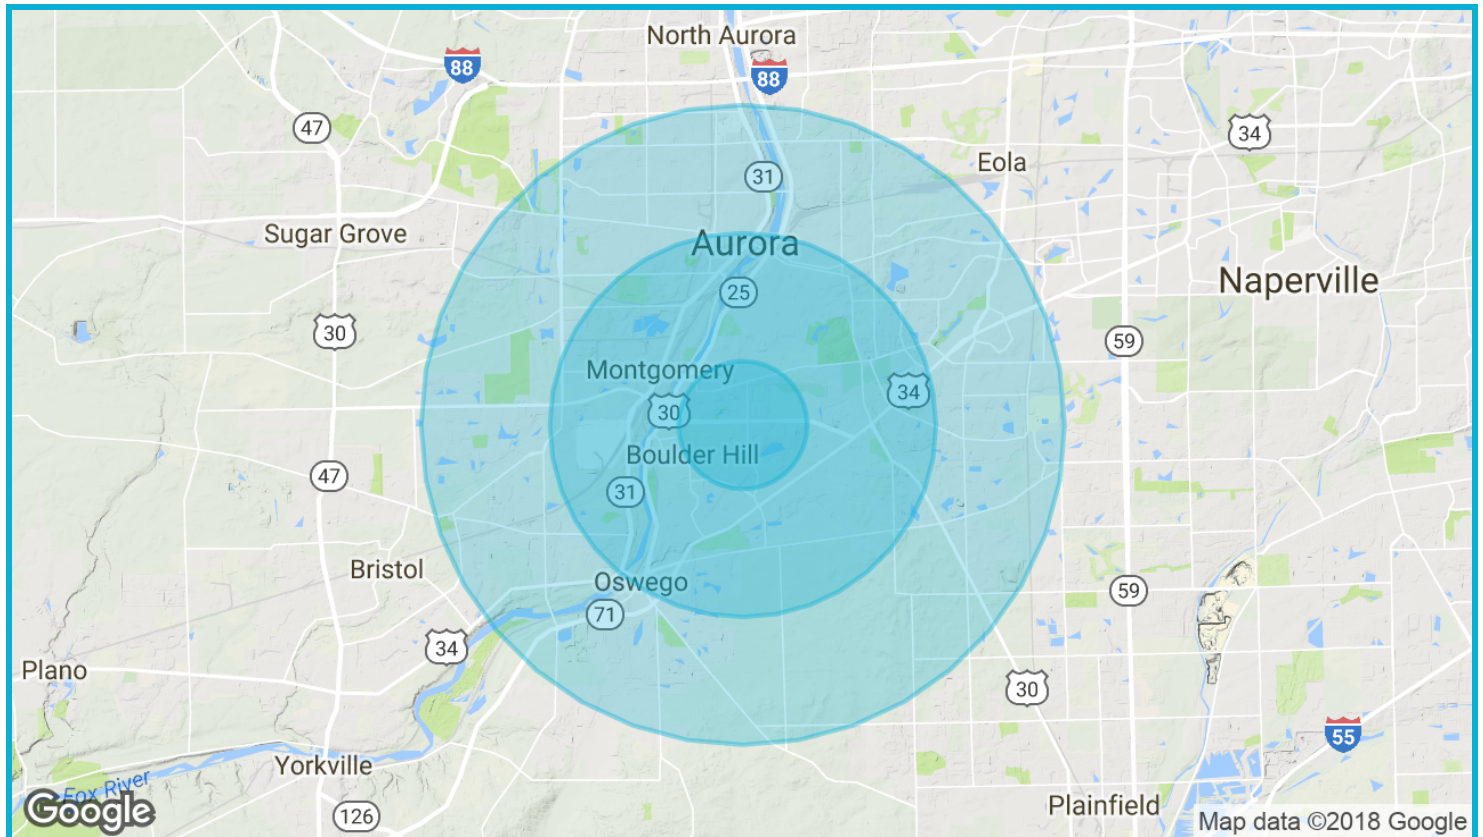 North Aurora
88
88
47
34
Eola
31
Sugar Grove
Aurora
Naperville
25
30
59
Montgomery
34
30
Boulder Hill
47
31
Bristol
Oswego
59
71
34
Plano
30
55
Yorkville
Fox River
Plainfield
Google
126
Map data ©2018 Google